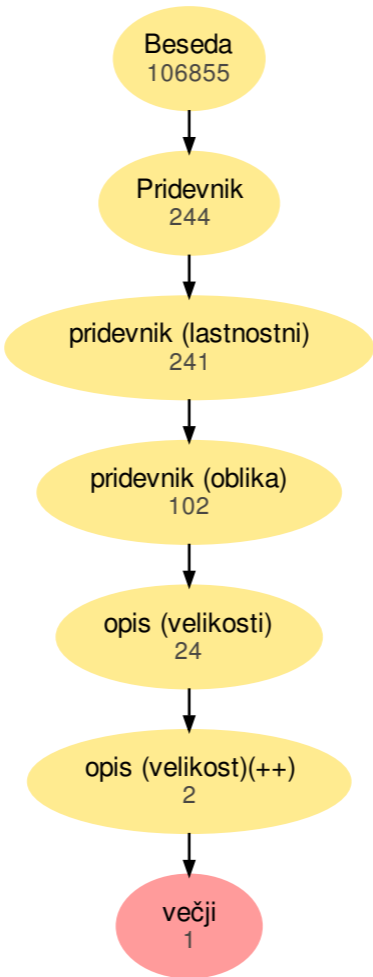 Beseda
106855
Pridevnik
244
pridevnik (lastnostni)
241
pridevnik (oblika)
102
opis (velikosti)
24
opis (velikost)(++)
2
večji
1